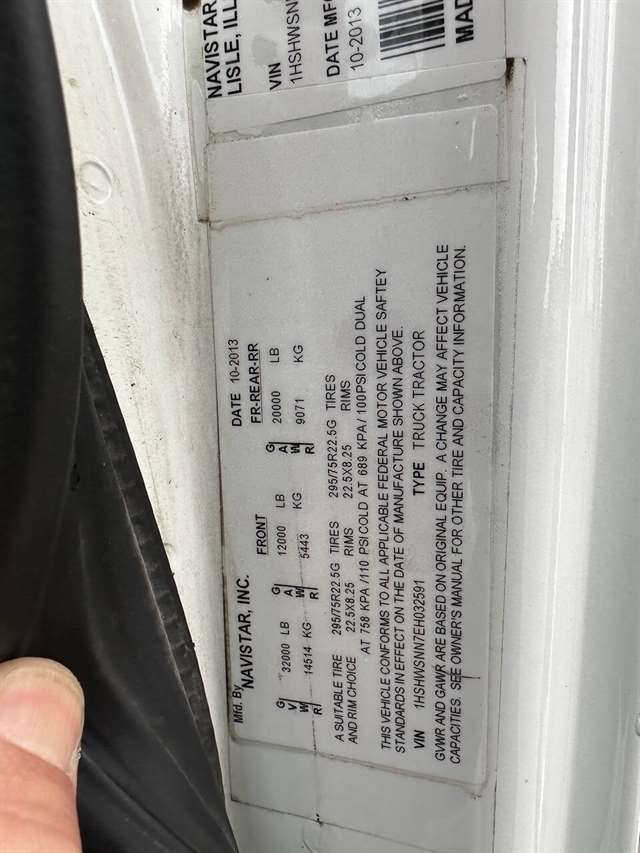 NAVISTAR
LISLE, ILL
VIN
1HSHWSN
DATE MFG
10-2013
MAD
Mfd. By
NAVISTAR, INC.
DATE 10-2013
FRONT
FR-REAR-RR
GVWR 32000 LB
14514 KG
GAWR 12000 LB
5443 KG
GAWR 20000 LB
9071 KG
A SUITABLE TIRE 295/75R22.5G TIRES 295/75R22.5G TIRES
AND RIM CHOICE 22.5X8.25 RIMS 22.5X8.25 RIMS
AT 758 KPA /110 PSI COLD AT 689 KPA / 100PSI COLD DUAL
THIS VEHICLE CONFORMS TO ALL APPLICABLE FEDERAL MOTOR VEHICLE SAFTEY
STANDARDS IN EFFECT ON THE DATE OF MANUFACTURE SHOWN ABOVE.
VIN 1HSHWSNN7EH032591 TYPE TRUCK TRACTOR
GVWR AND GAWR ARE BASED ON ORIGINAL EQUIP. A CHANGE MAY AFFECT VEHICLE
CAPACITIES. SEE OWNER'S MANUAL FOR OTHER TIRE AND CAPACITY INFORMATION.